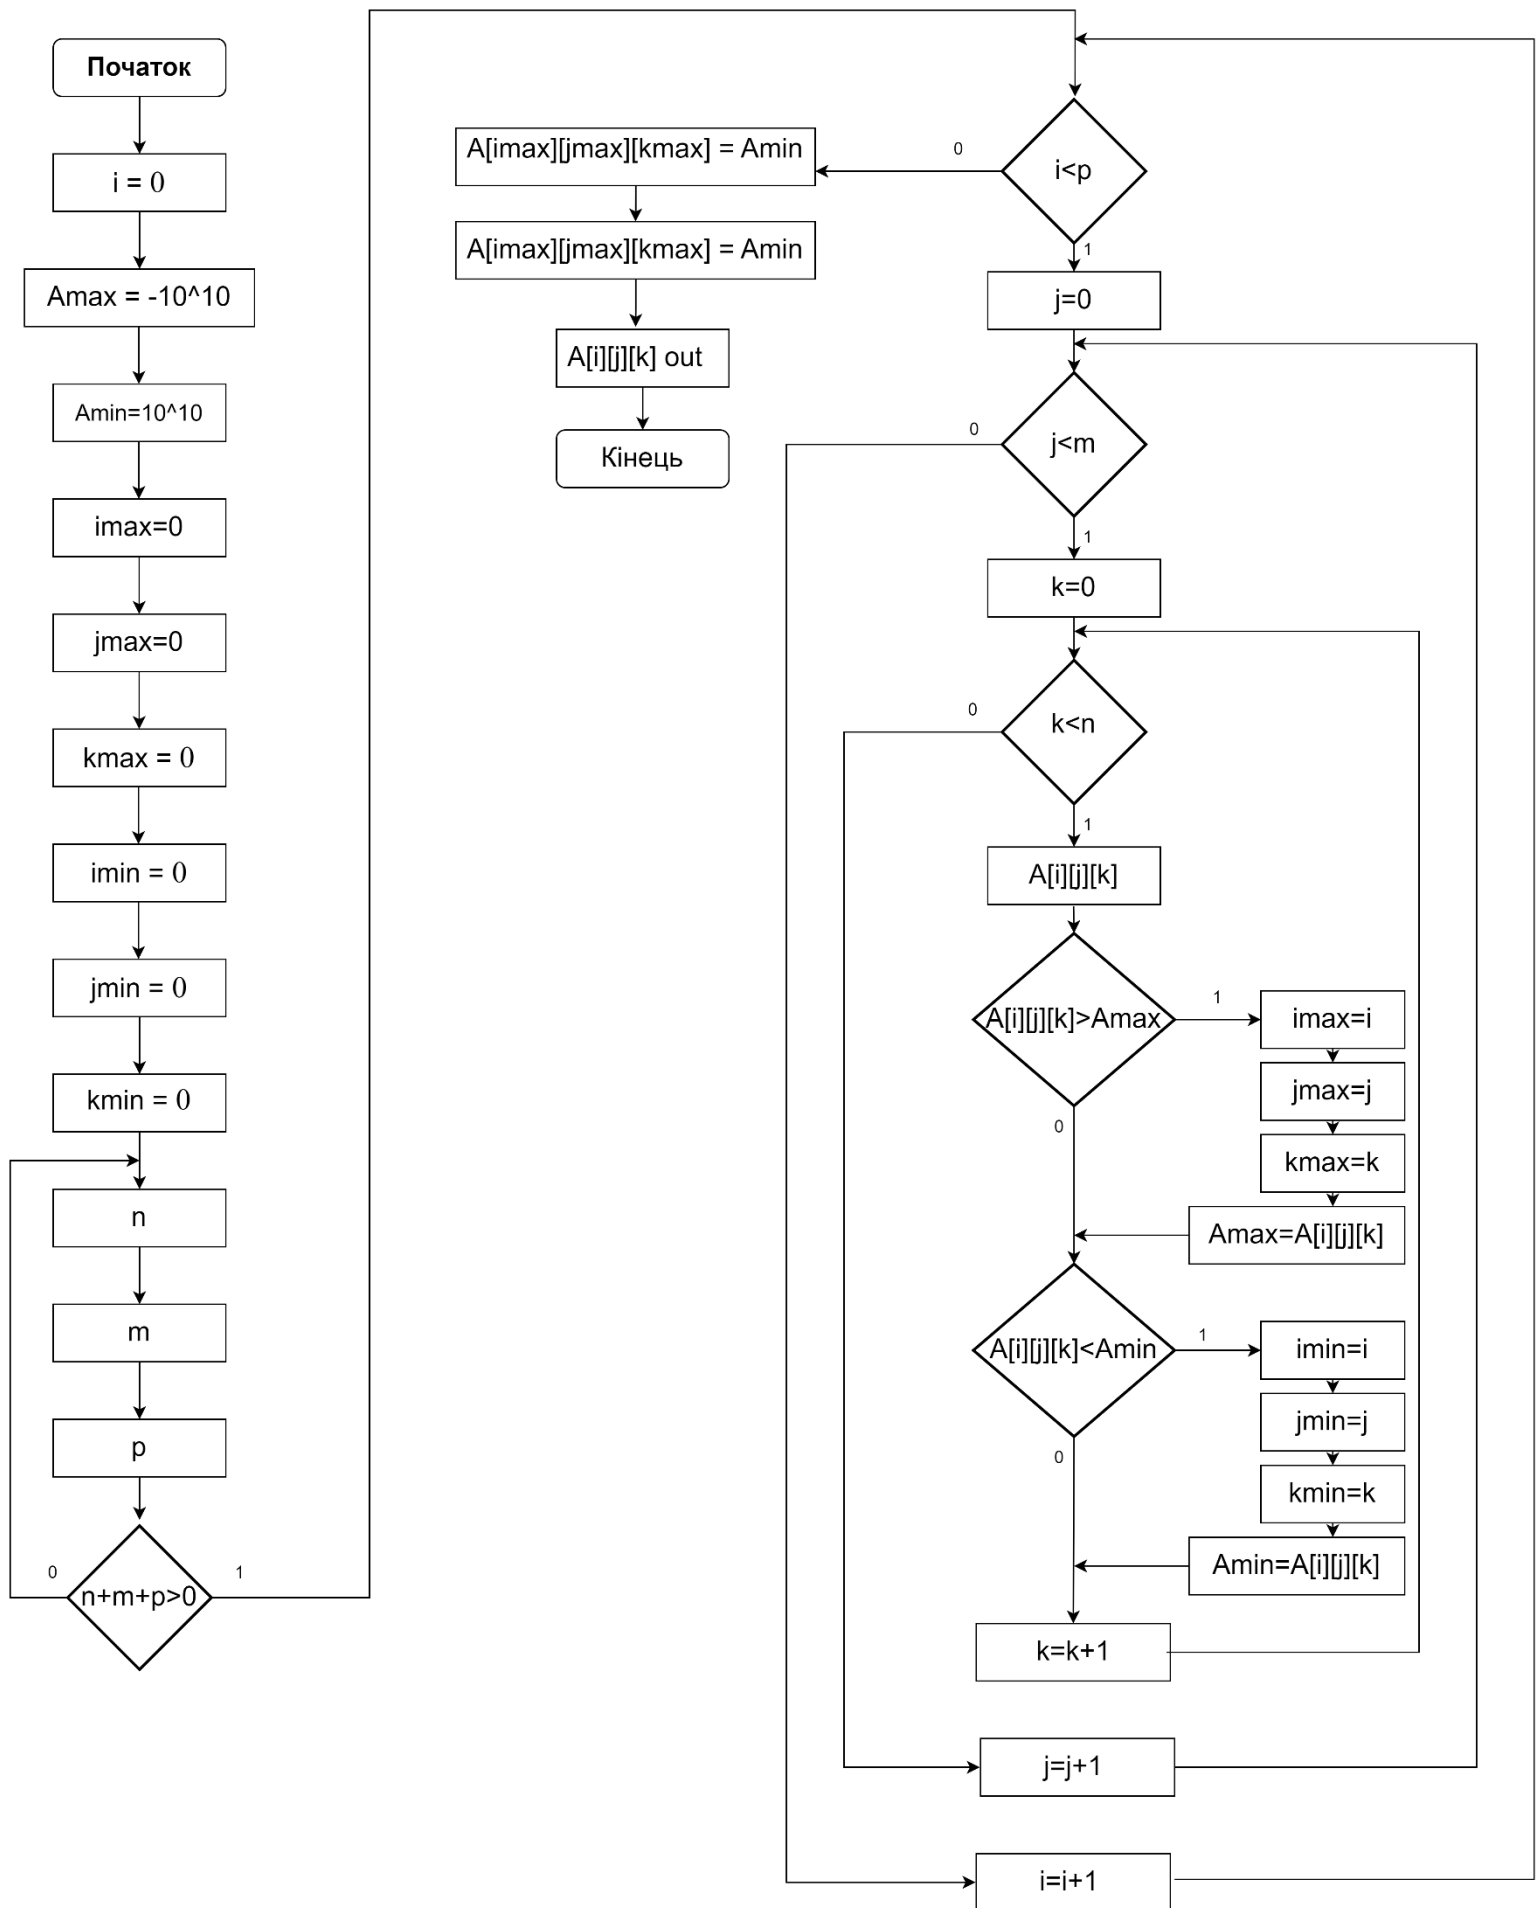 Початок
i = 0
Amax = -10^10
Amin=10^10
imax=0
jmax=0
kmax = 0
imin = 0
jmin = 0
kmin = 0
n
m
p
n+m+p>0
0
1
i<p
0
1
A[imax][jmax][kmax] = Amin
A[imax][jmax][kmax] = Amin
A[i][j][k] out
Кінець
j=0
j<m
0
1
k=0
k<n
0
1
A[i][j][k]
A[i][j][k]>Amax
1
0
imax=i
jmax=j
kmax=k
Amax=A[i][j][k]
A[i][j][k]<Amin
1
0
imin=i
jmin=j
kmin=k
Amin=A[i][j][k]
k=k+1
j=j+1
i=i+1